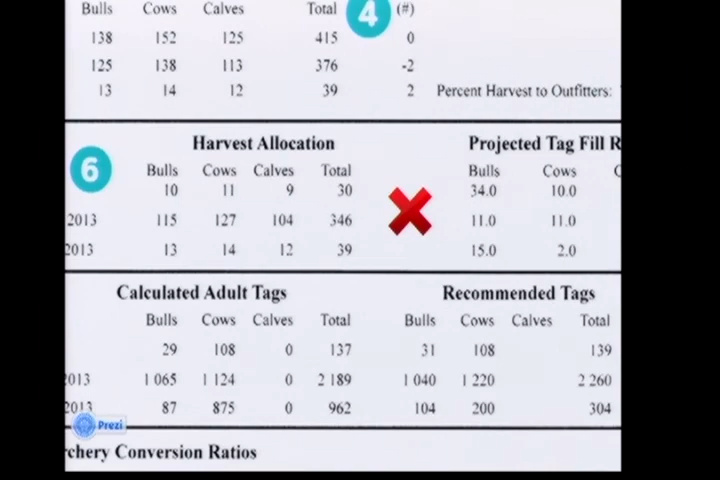 Bulls Cows Calves Total 4 (#)
138 152 125 415 0
125 138 113 376 -2
13 14 12 39 2 Percent Harvest to Outfitters:
Harvest Allocation Projected Tag Fill R
6 Bulls Cows Calves Total Bulls Cows C
10 11 9 30 34.0 10.0
2013 115 127 104 346 11.0 11.0
2013 13 14 12 39 15.0 2.0
Calculated Adult Tags Recommended Tags
Bulls Cows Calves Total Bulls Cows Calves Total
29 108 0 137 31 108 139
2013 1 065 1 124 0 2 189 1 040 1 220 2 260
2013 87 875 0 962 104 200 304
Prezi
chery Conversion Ratios